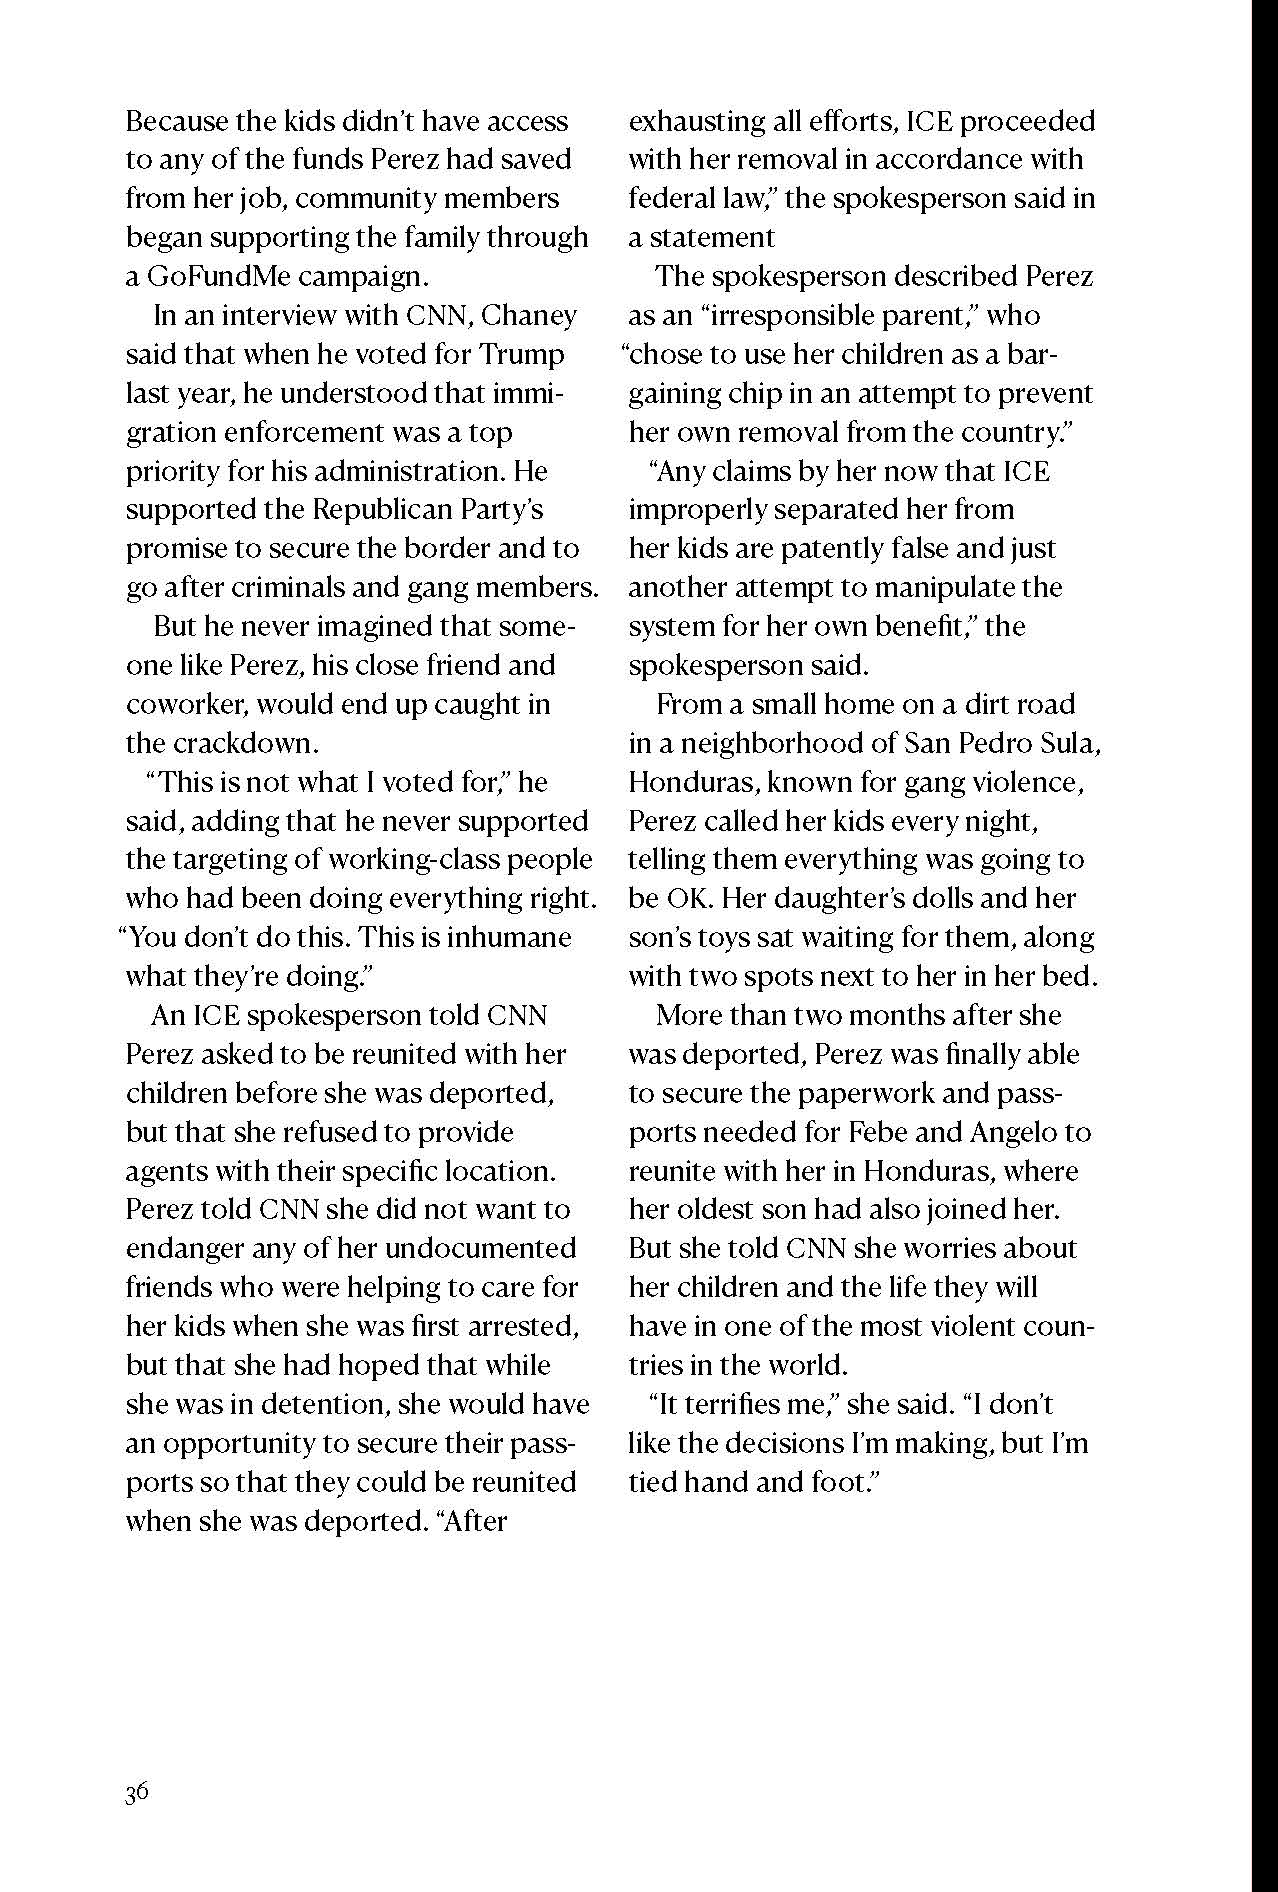 Because the kids didn’t have access
to any of the funds Perez had saved
from her job, community members
began supporting the family through
a GoFundMe campaign.
In an interview with CNN, Chaney
said that when he voted for Trump
last year, he understood that immi-
gration enforcement was a top
priority for his administration. He
supported the Republican Party’s
promise to secure the border and to
go after criminals and gang members.
But he never imagined that some-
one like Perez, his close friend and
coworker, would end up caught in
the crackdown.
“This is not what I voted for,” he
said, adding that he never supported
the targeting of working-class people
who had been doing everything right.
“You don’t do this. This is inhumane
what they’re doing.”
An ICE spokesperson told CNN
Perez asked to be reunited with her
children before she was deported,
but that she refused to provide
agents with their specific location.
Perez told CNN she did not want to
endanger any of her undocumented
friends who were helping to care for
her kids when she was first arrested,
but that she had hoped that while
she was in detention, she would have
an opportunity to secure their pass-
ports so that they could be reunited
when she was deported. “After
exhausting all efforts, ICE proceeded
with her removal in accordance with
federal law,” the spokesperson said in
a statement
The spokesperson described Perez
as an “irresponsible parent,” who
“chose to use her children as a bar-
gaining chip in an attempt to prevent
her own removal from the country.”
“Any claims by her now that ICE
improperly separated her from
her kids are patently false and just
another attempt to manipulate the
system for her own benefit,” the
spokesperson said.
From a small home on a dirt road
in a neighborhood of San Pedro Sula,
Honduras, known for gang violence,
Perez called her kids every night,
telling them everything was going to
be OK. Her daughter’s dolls and her
son’s toys sat waiting for them, along
with two spots next to her in her bed.
More than two months after she
was deported, Perez was finally able
to secure the paperwork and pass-
ports needed for Febe and Angelo to
reunite with her in Honduras, where
her oldest son had also joined her.
But she told CNN she worries about
her children and the life they will
have in one of the most violent coun-
tries in the world.
“It terrifies me,” she said. “I don’t
like the decisions I’m making, but I’m
tied hand and foot.”
36